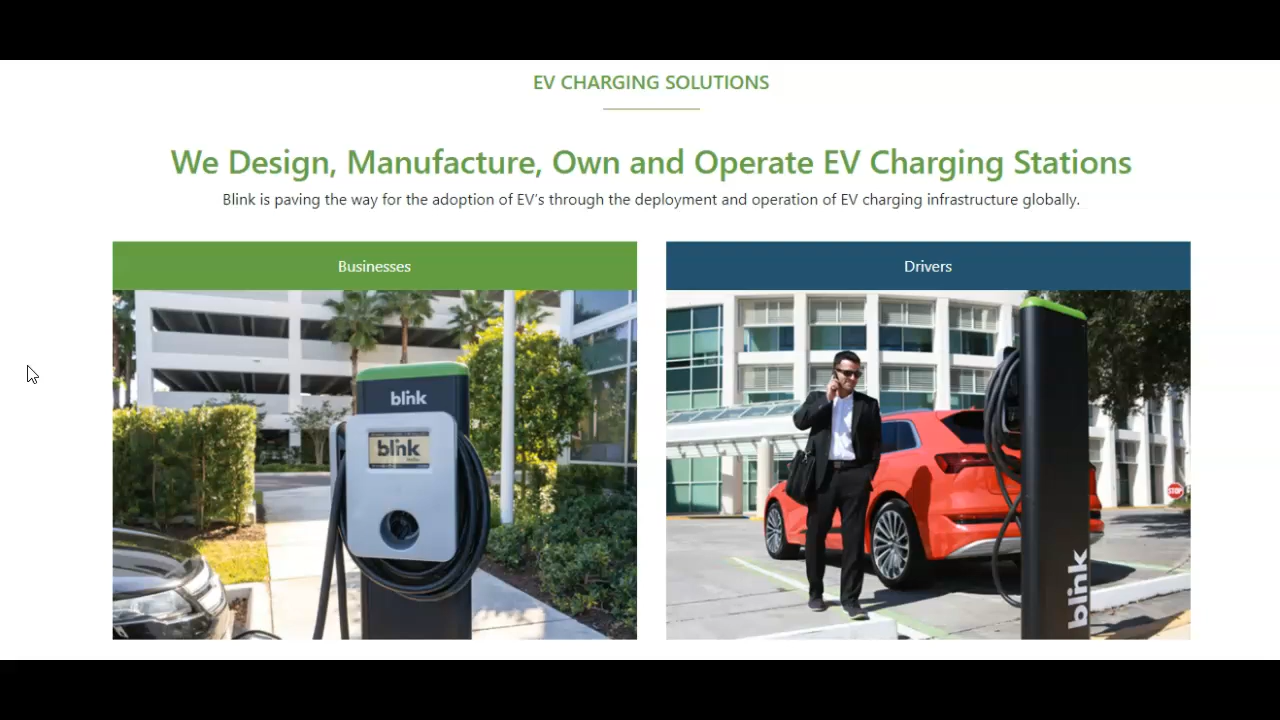 EV CHARGING SOLUTIONS
We Design, Manufacture, Own and Operate EV Charging Stations
Blink is paving the way for the adoption of EV's through the deployment and operation of EV charging infrastructure globally.
Businesses
Drivers
blink
blink
STOP
blink